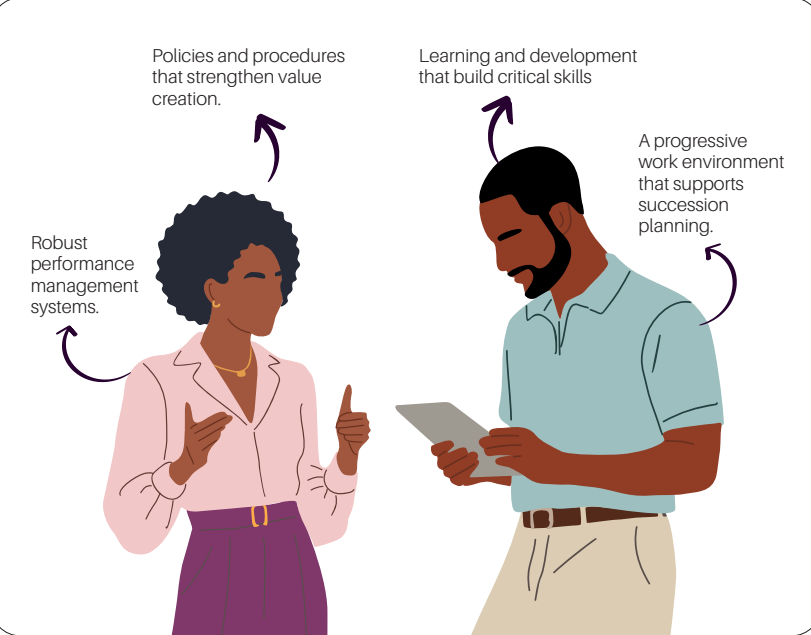 Policies and procedures
that strengthen value
creation.
Learning and development
that build critical skills
A progressive
work environment
that supports
succession
planning.
Robust
performance
management
systems.